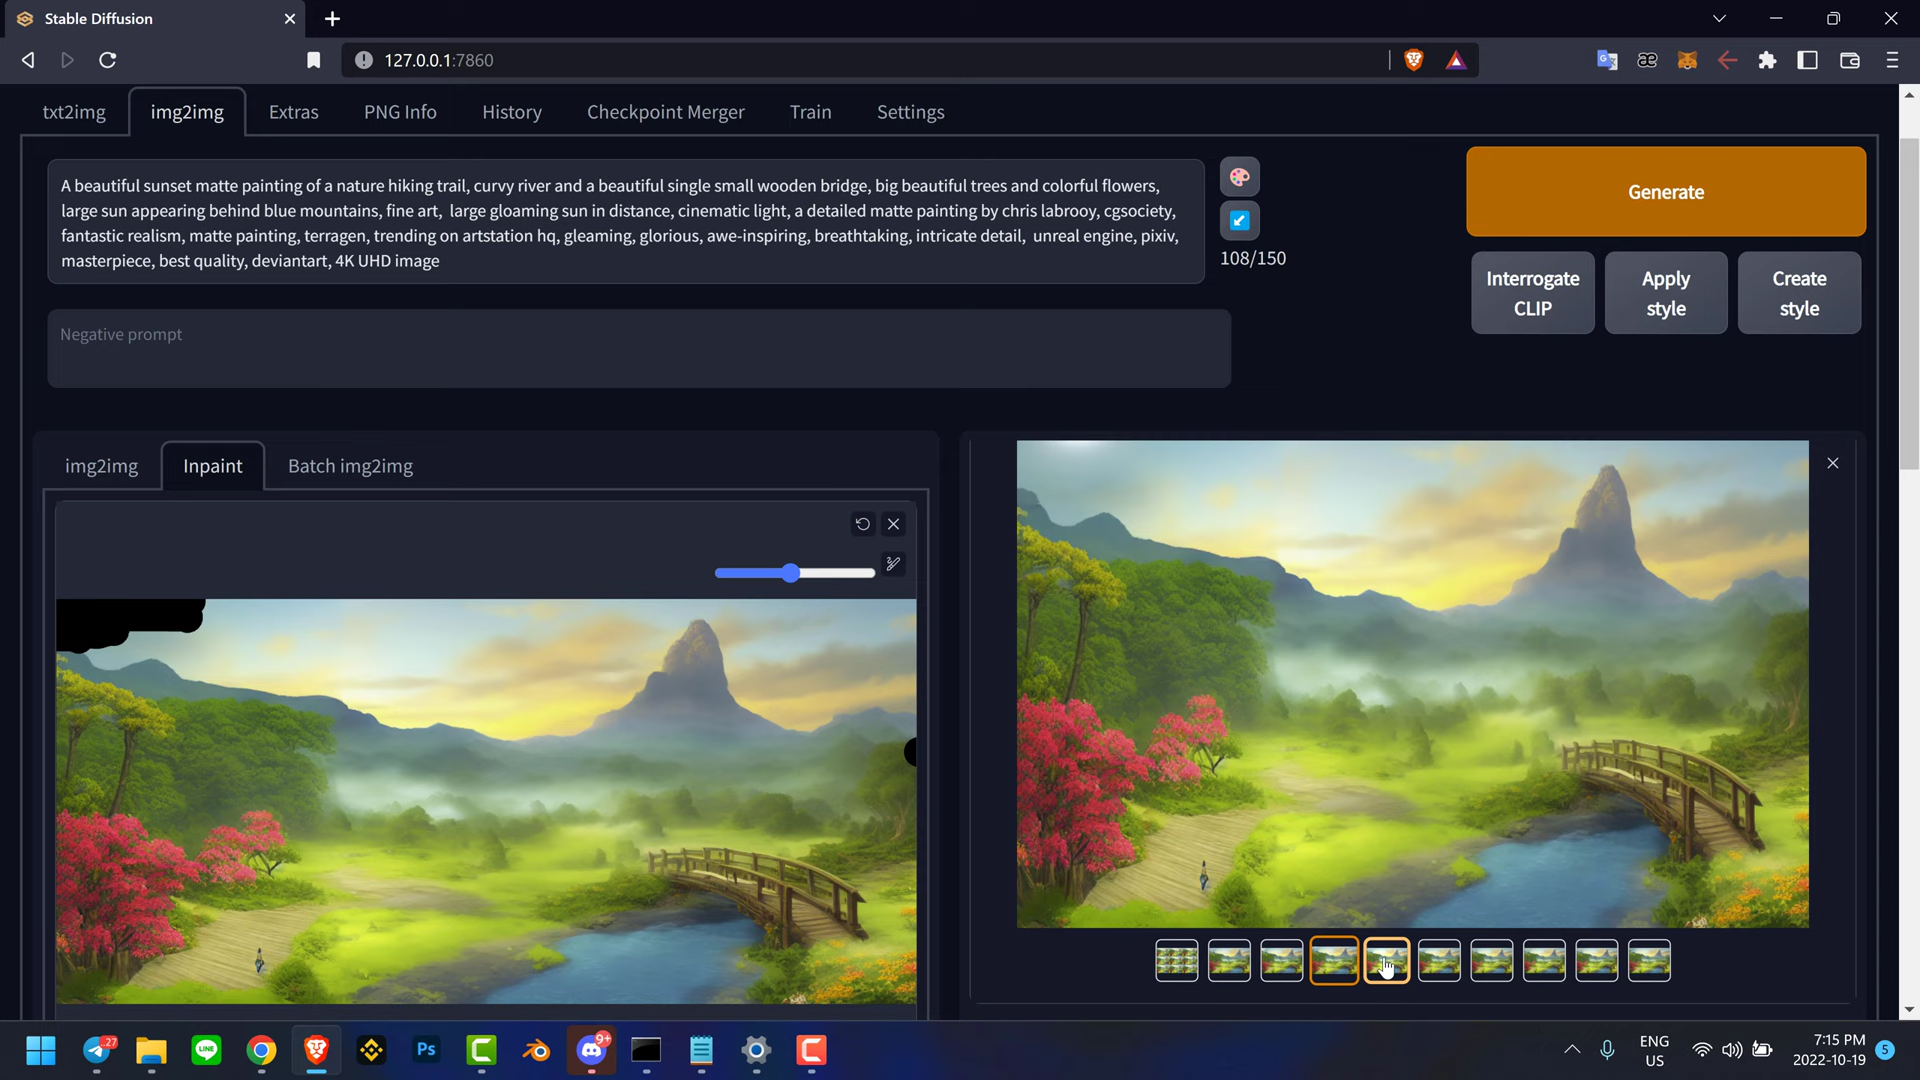 Stable Diffusion
127.0.0.1:7860
txt2img
img2img
Extras
PNG Info
History
Checkpoint Merger
Train
Settings
A beautiful sunset matte painting of a nature hiking trail, curvy river and a beautiful single small wooden bridge, big beautiful trees and colorful flowers,
large sun appearing behind blue mountains, fine art,  large gloaming sun in distance, cinematic light, a detailed matte painting by chris labrooy, cgsociety,
fantastic realism, matte painting, terragen, trending on artstation hq, gleaming, glorious, awe-inspiring, breathtaking, intricate detail,  unreal engine, pixiv,
masterpiece, best quality, deviantart, 4K UHD image
108/150
Generate
Interrogate
CLIP
Apply
style
Create
style
Negative prompt
img2img
Inpaint
Batch img2img
..27
LINE
Ps
9+
ENG
US
7:15 PM
2022-10-19
5